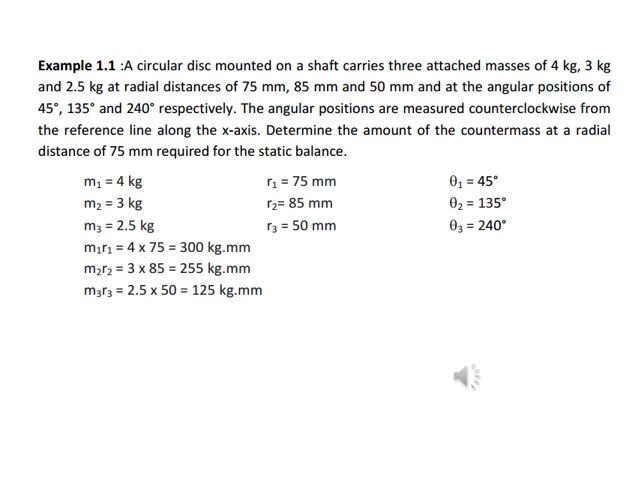 Example 1.1 :A circular disc mounted on a shaft carries three attached masses of 4 kg, 3 kg
and 2.5 kg at radial distances of 75 mm, 85 mm and 50 mm and at the angular positions of
45°, 135° and 240° respectively. The angular positions are measured counterclockwise from
the reference line along the x-axis. Determine the amount of the countermass at a radial
distance of 75 mm required for the static balance.
m₁ = 4 kg r₁ = 75 mm θ₁ = 45°
m₂ = 3 kg r₂= 85 mm θ₂ = 135°
m₃ = 2.5 kg r₃ = 50 mm θ₃ = 240°
m₁r₁ = 4 x 75 = 300 kg.mm
m₂r₂ = 3 x 85 = 255 kg.mm
m₃r₃ = 2.5 x 50 = 125 kg.mm